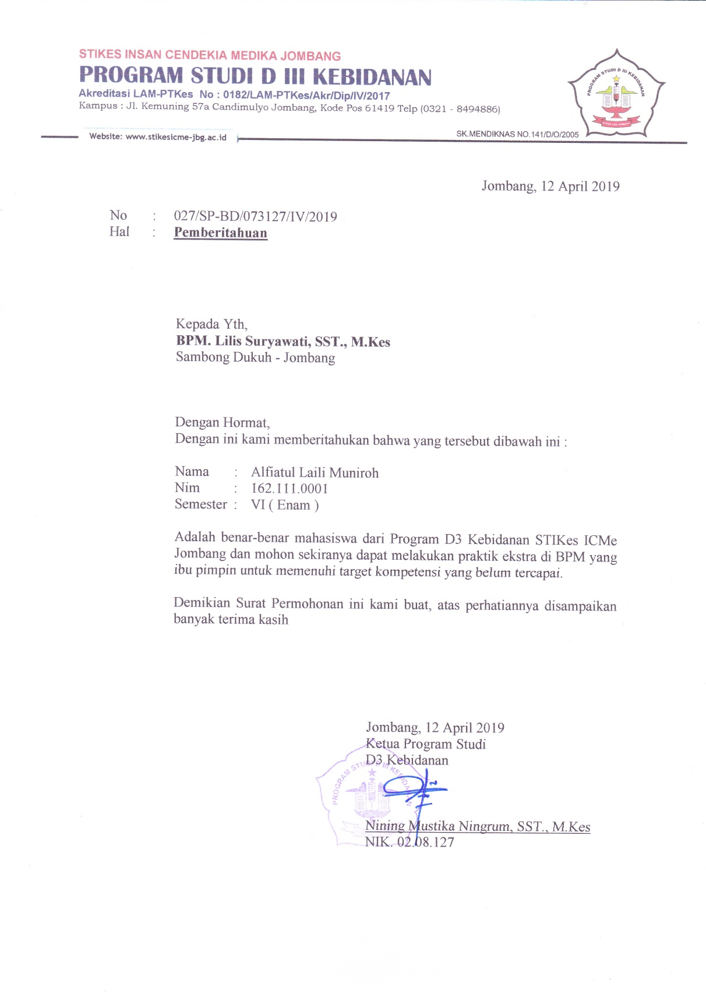 STIKES INSAN CENDEKIA MEDIKA JOMBANG
PROGRAM STUDI D III KEBIDANAN
Akreditasi LAM-PTKes No : 0182/LAM-PTKes/Akr/Dip/IV/2017
Kampus : Jl. Kemuning 57a Candimulyo Jombang, Kode Pos 61419 Telp (0321 - 8494886)
PROGRAM STUDI D III KEBIDANAN
STIKES ICME JOMBANG
Website: www.stikesicme-jbg.ac.id
SK.MENDIKNAS NO.141/D/O/2005
Jombang, 12 April 2019
No : 027/SP-BD/073127/IV/2019
Hal : Pemberitahuan
Kepada Yth,
BPM. Lilis Suryawati, SST., M.Kes
Sambong Dukuh - Jombang
Dengan Hormat,
Dengan ini kami memberitahukan bahwa yang tersebut dibawah ini :
Nama : Alfiatul Laili Muniroh
Nim : 162.111.0001
Semester : VI ( Enam )
Adalah benar-benar mahasiswa dari Program D3 Kebidanan STIKes ICMe
Jombang dan mohon sekiranya dapat melakukan praktik ekstra di BPM yang
ibu pimpin untuk memenuhi target kompetensi yang belum tercapai.
Demikian Surat Permohonan ini kami buat, atas perhatiannya disampaikan
banyak terima kasih
Jombang, 12 April 2019
Ketua Program Studi
D3 Kebidanan
PROGRAM STUDI D III KEBIDANAN
Nining Mustika Ningrum, SST., M.Kes
NIK. 02.08.127